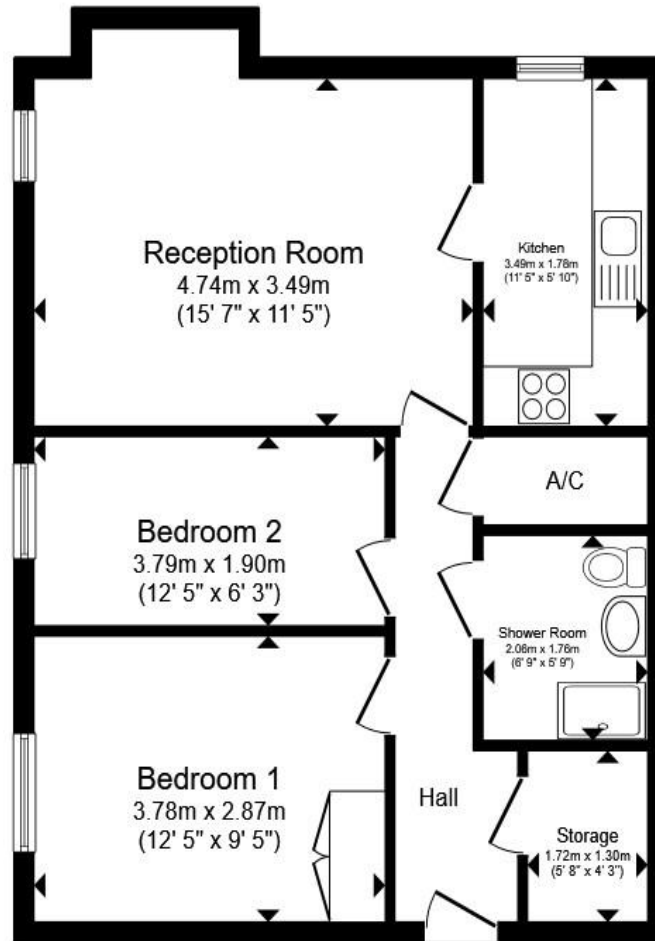 Reception Room
4.74m x 3.49m
(15' 7" x 11' 5")
Kitchen
3.49m x 1.78m
(11' 5" x 5' 10")
A/C
Bedroom 2
3.79m x 1.90m
(12' 5" x 6' 3")
Shower Room
2.06m x 1.76m
(6' 9" x 5' 9")
Bedroom 1
3.78m x 2.87m
(12' 5" x 9' 5")
Hall
Storage
1.72m x 1.30m
(5' 8" x 4' 3")